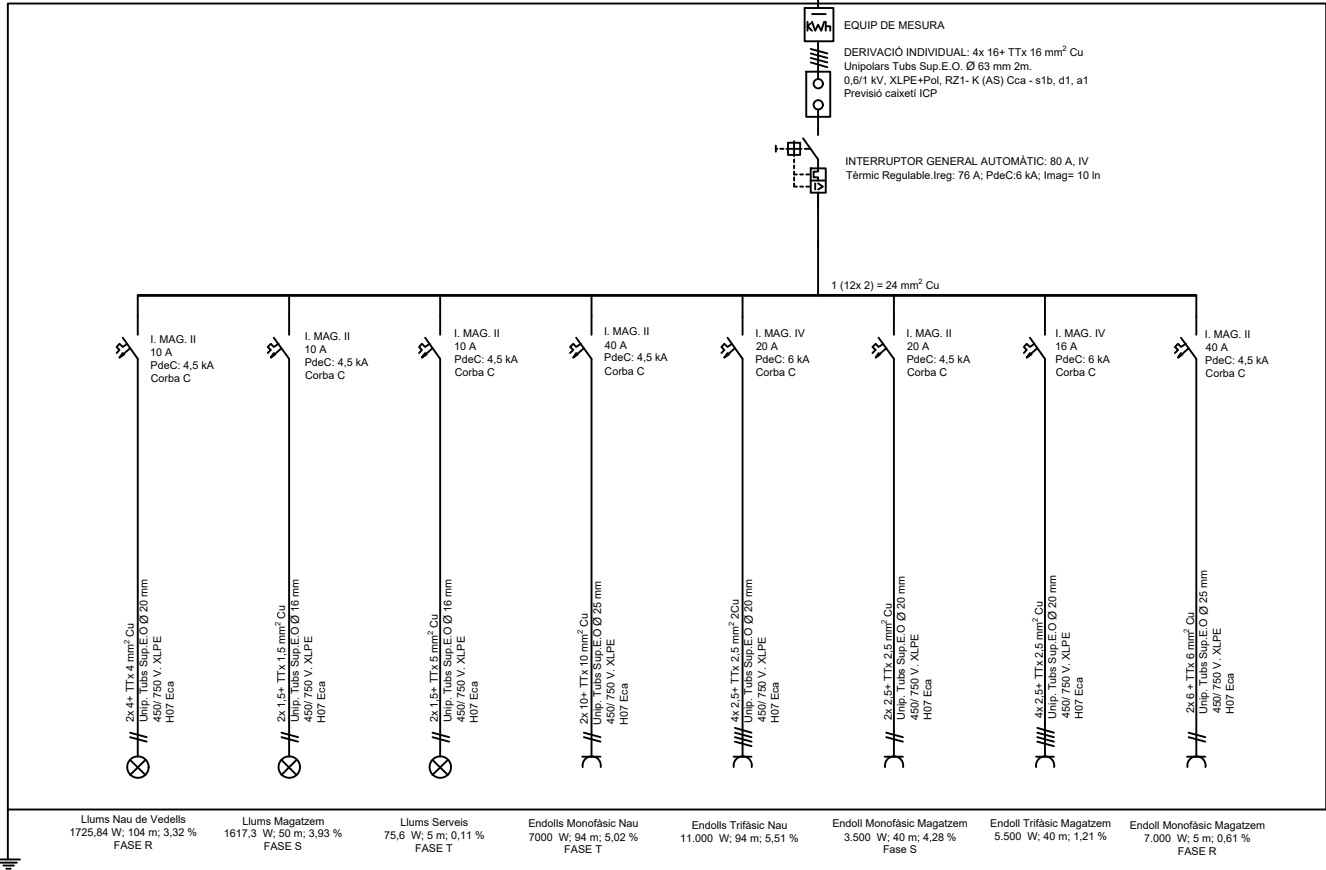 KWh
EQUIP DE MESURA
DERIVACIÓ INDIVIDUAL: 4x 16+ TTx 16 mm² Cu
Unipolars Tubs Sup.E.O. Ø 63 mm 2m.
0,6/1 kV, XLPE+Pol, RZ1- K (AS) Cca - s1b, d1, a1
Previsió caixetí ICP
INTERRUPTOR GENERAL AUTOMÀTIC: 80 A, IV
Tèrmic Regulable.Ireg: 76 A; PdeC:6 kA; Imag= 10 In
1 (12x 2) = 24 mm² Cu
I. MAG. II
10 A
PdeC: 4,5 kA
Corba C
I. MAG. II
10 A
PdeC: 4,5 kA
Corba C
I. MAG. II
10 A
PdeC: 4,5 kA
Corba C
I. MAG. II
40 A
PdeC: 4,5 kA
Corba C
I. MAG. IV
20 A
PdeC: 6 kA
Corba C
I. MAG. II
20 A
PdeC: 4,5 kA
Corba C
I. MAG. IV
16 A
PdeC: 6 kA
Corba C
I. MAG. II
40 A
PdeC: 4,5 kA
Corba C
2x 4+ TTx 4 mm² Cu
Unip. Tubs Sup.E.O Ø 20 mm
450/ 750 V. XLPE
H07 Eca
2x 1,5+ TTx 1,5 mm² Cu
Unip. Tubs Sup.E.O Ø 16 mm
450/ 750 V. XLPE
H07 Eca
2x 1,5+ TTx 5 mm² Cu
Unip. Tubs Sup.E.O Ø 16 mm
450/ 750 V. XLPE
H07 Eca
2x 10+ TTx 10 mm² Cu
Unip. Tubs Sup.E.O Ø 25 mm
450/ 750 V. XLPE
H07 Eca
4x 2,5+ TTx 2,5 mm² 2Cu
Unip. Tubs Sup.E.O Ø 20 mm
450/ 750 V. XLPE
H07 Eca
2x 2,5+ TTx 2,5 mm² Cu
Unip. Tubs Sup.E.O Ø 20 mm
450/ 750 V. XLPE
H07 Eca
4x 2,5+ TTx 2,5 mm² Cu
Unip. Tubs Sup.E.O Ø 20 mm
450/ 750 V. XLPE
H07 Eca
2x 6 + TTx 6 mm² Cu
Unip. Tubs Sup.E.O Ø 25 mm
450/ 750 V. XLPE
H07 Eca
Llums Nau de Vedells
1725,84 W; 104 m; 3,32 %
FASE R
Llums Magatzem
1617,3 W; 50 m; 3,93 %
FASE S
Llums Serveis
75,6 W; 5 m; 0,11 %
FASE T
Endolls Monofàsic Nau
7000 W; 94 m; 5,02 %
FASE T
Endolls Trifàsic Nau
11.000 W; 94 m; 5,51 %
Endoll Monofàsic Magatzem
3.500 W; 40 m; 4,28 %
Fase S
Endoll Trifàsic Magatzem
5.500 W; 40 m; 1,21 %
Endoll Monofàsic Magatzem
7.000 W; 5 m; 0,61 %
FASE R